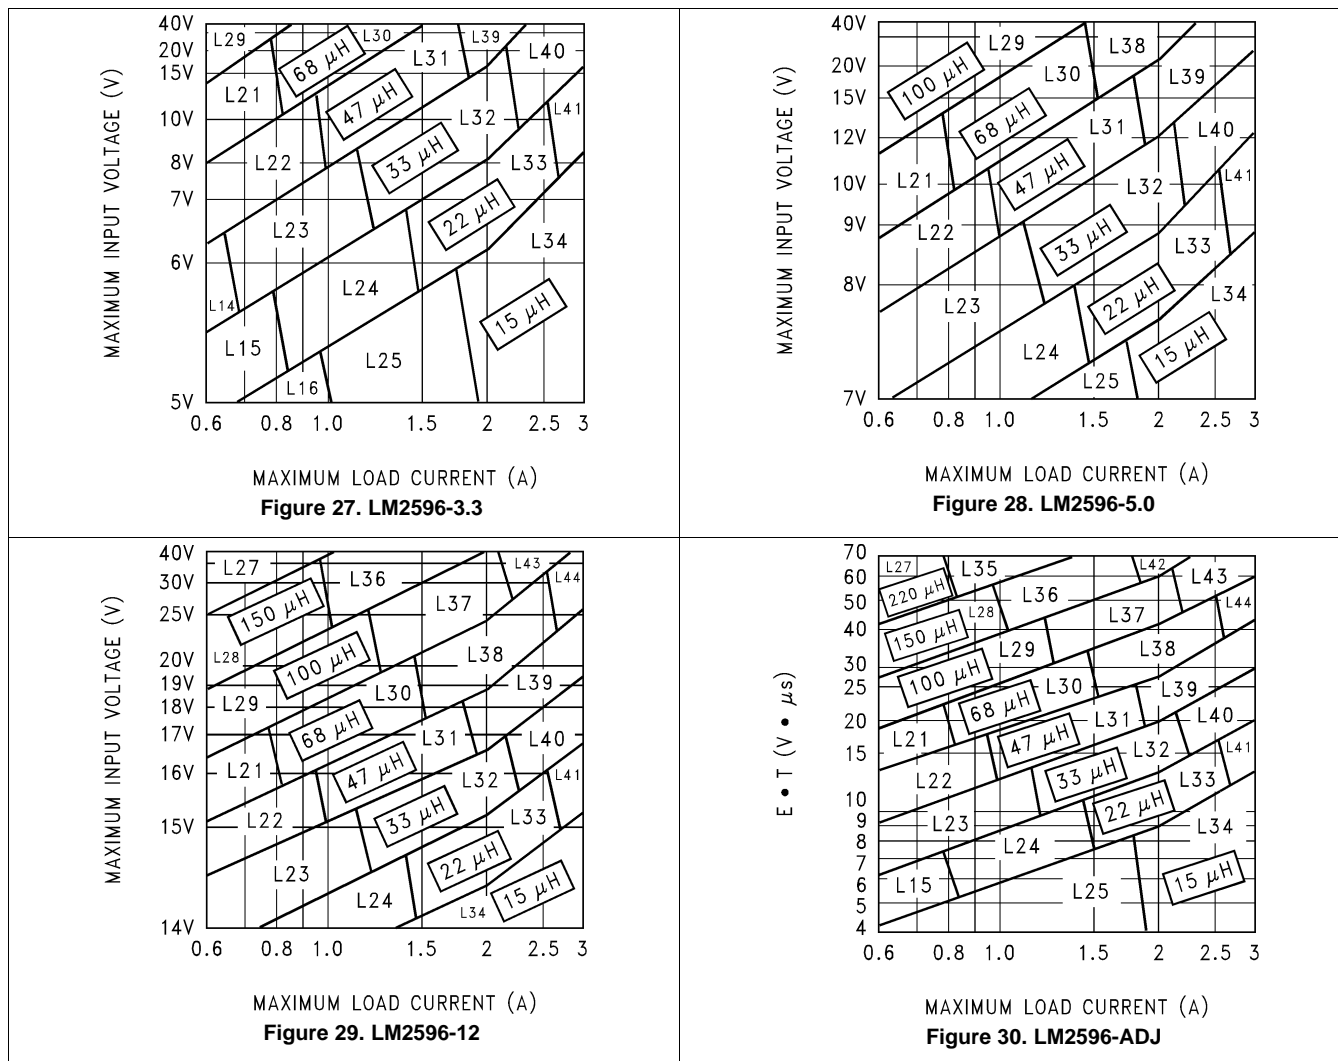 40V
20V
15V
10V
8V
7V
6V
5V
MAXIMUM INPUT VOLTAGE (V)
L29
L30
L39
L40
68 μH
L31
L21
47 μH
L41
L32
L22
33 μH
L33
22 μH
L23
L34
L14
L24
15 μH
L15
L25
L16
0.6 0.8 1.0 1.5 2 2.5 3
MAXIMUM LOAD CURRENT (A)
Figure 27. LM2596-3.3
40V
20V
15V
12V
10V
9V
8V
7V
MAXIMUM INPUT VOLTAGE (V)
L29
L38
100 μH
L30
L39
68 μH
L31
L40
L21
47 μH
L32
L41
L22
33 μH
L33
L23
22 μH
L34
L24
15 μH
L25
0.6 0.8 1.0 1.5 2 2.5 3
MAXIMUM LOAD CURRENT (A)
Figure 28. LM2596-5.0
40V
30V
25V
20V
19V
18V
17V
16V
15V
14V
MAXIMUM INPUT VOLTAGE (V)
L27
L36
L43
L44
150 μH
L37
L28
100 μH
L38
L29
L30
L39
68 μH
L31
L40
L21
47 μH
L32
L41
L22
33 μH
L33
L23
22 μH
L24
15 μH
L34
0.6 0.8 1.0 1.5 2 2.5 3
MAXIMUM LOAD CURRENT (A)
Figure 29. LM2596-12
70
60
50
40
30
25
20
15
10
9
8
7
6
5
4
E • T (V • μs)
L27
L35
L42
L43
220 μH
L36
L44
L28
L37
150 μH
L29
L38
100 μH
L30
L39
68 μH
L31
L40
L21
47 μH
L32
L41
L22
33 μH
L33
L23
22 μH
L34
L24
15 μH
L15
L25
0.6 0.8 1.0 1.5 2 2.5 3
MAXIMUM LOAD CURRENT (A)
Figure 30. LM2596-ADJ